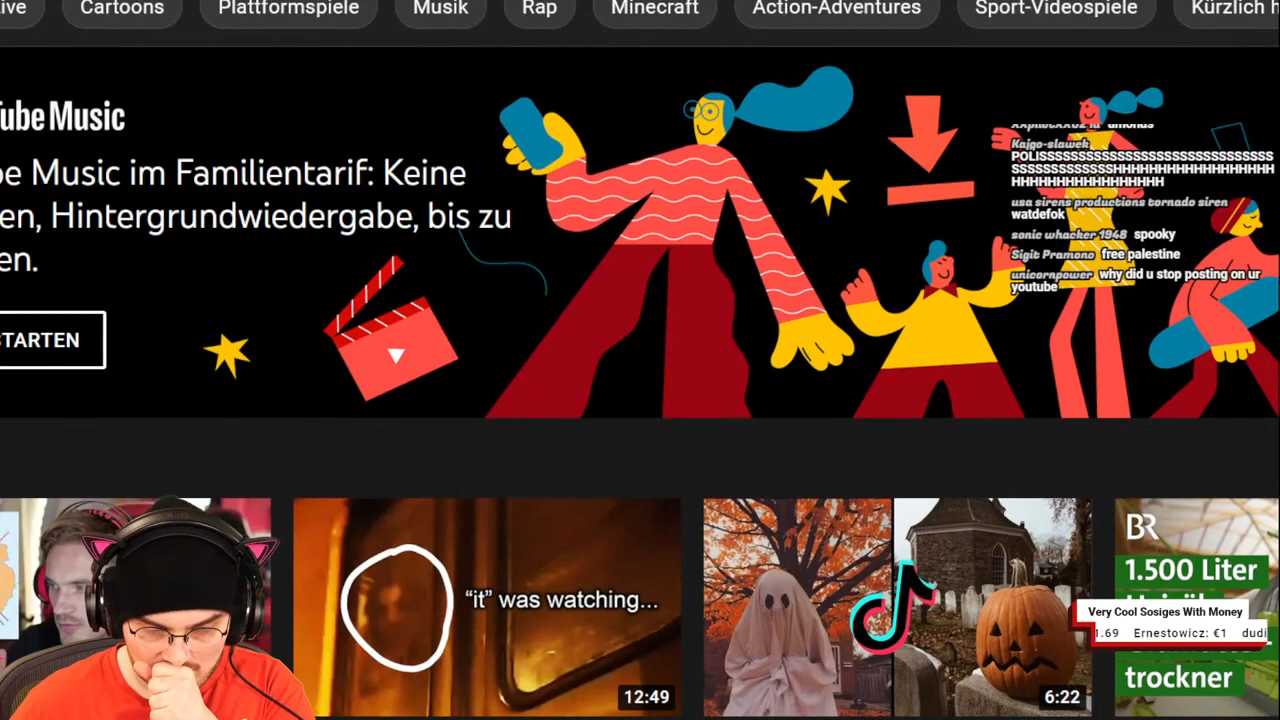 ive Cartoons Plattformspiele Musik Rap Minecraft Action-Adventures Sport-Videospiele Kürzlich h
ube Music
be Music im Familientarif: Keine
en, Hintergrundwiedergabe, bis zu
en.
STARTEN
amonds
Kajgo-slawek
POLISSSSSSSSSSSSSSSSSSSSSSSSSSSSS
SSSSSSSSSSSSSHHHHHHHHHHHHHHHHHHH
HHHHHHHHHHHHHHHHHH
usa sirens productions tornado siren
watdefok
sonic whacker 1948 spooky
Sigit Pramono free palestine
unicornpower why did u stop posting on ur
youtube
“it” was watching...
12:49
6:22
BR
1.500 Liter
trockner
Very Cool Sosiges With Money
1.69 Ernestowicz: €1 dudi